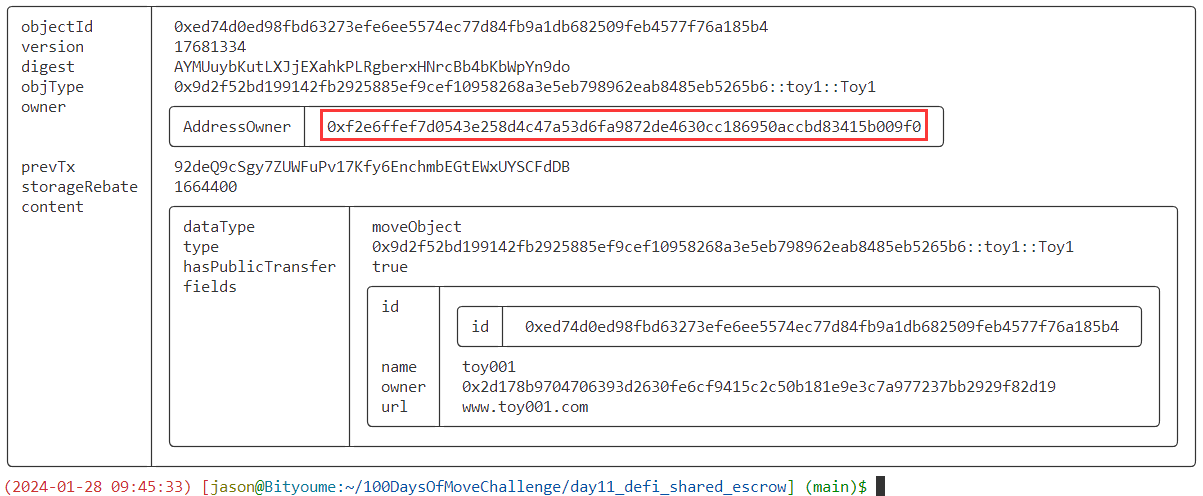 objectId 0xed74d0ed98fbd63273efe6ee5574ec77d84fb9a1db682509feb4577f76a185b4
version 17681334
digest AYMUuybKutLXJjEXahkPLRgberxHNrcBb4bKbWpYn9do
objType 0x9d2f52bd199142fb2925885ef9cef10958268a3e5eb798962eab8485eb5265b6::toy1::Toy1
owner
AddressOwner 0xf2e6ffef7d0543e258d4c47a53d6fa9872de4630cc186950accbd83415b009f0
prevTx 92deQ9cSgy7ZUWFuPv17Kfy6EnchmbEGtEWxUYSCFdDB
storageRebate 1664400
content
dataType moveObject
type 0x9d2f52bd199142fb2925885ef9cef10958268a3e5eb798962eab8485eb5265b6::toy1::Toy1
hasPublicTransfer true
fields
id
id 0xed74d0ed98fbd63273efe6ee5574ec77d84fb9a1db682509feb4577f76a185b4
name toy001
owner 0x2d178b9704706393d2630fe6cf9415c2c50b181e9e3c7a977237bb2929f82d19
url www.toy001.com
(2024-01-28 09:45:33) [jason@Bityoume:~/100DaysOfMoveChallenge/day11_defi_shared_escrow] (main)$